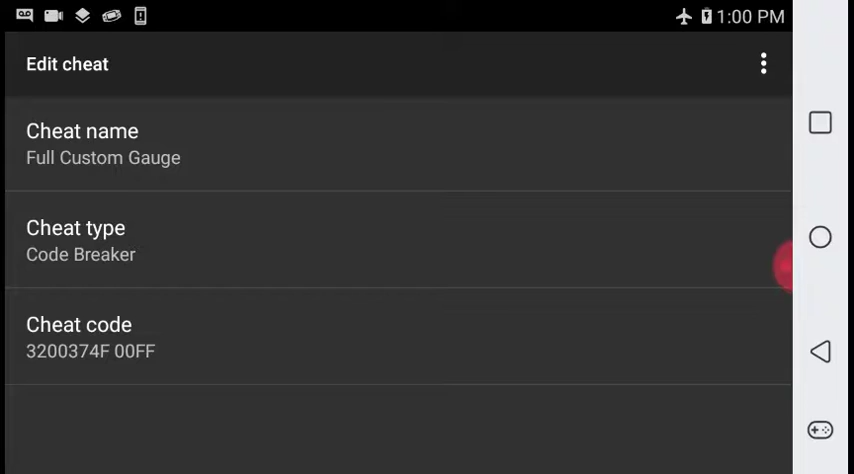 1:00 PM
Edit cheat
Cheat name
Full Custom Gauge
Cheat type
Code Breaker
Cheat code
3200374F 00FF